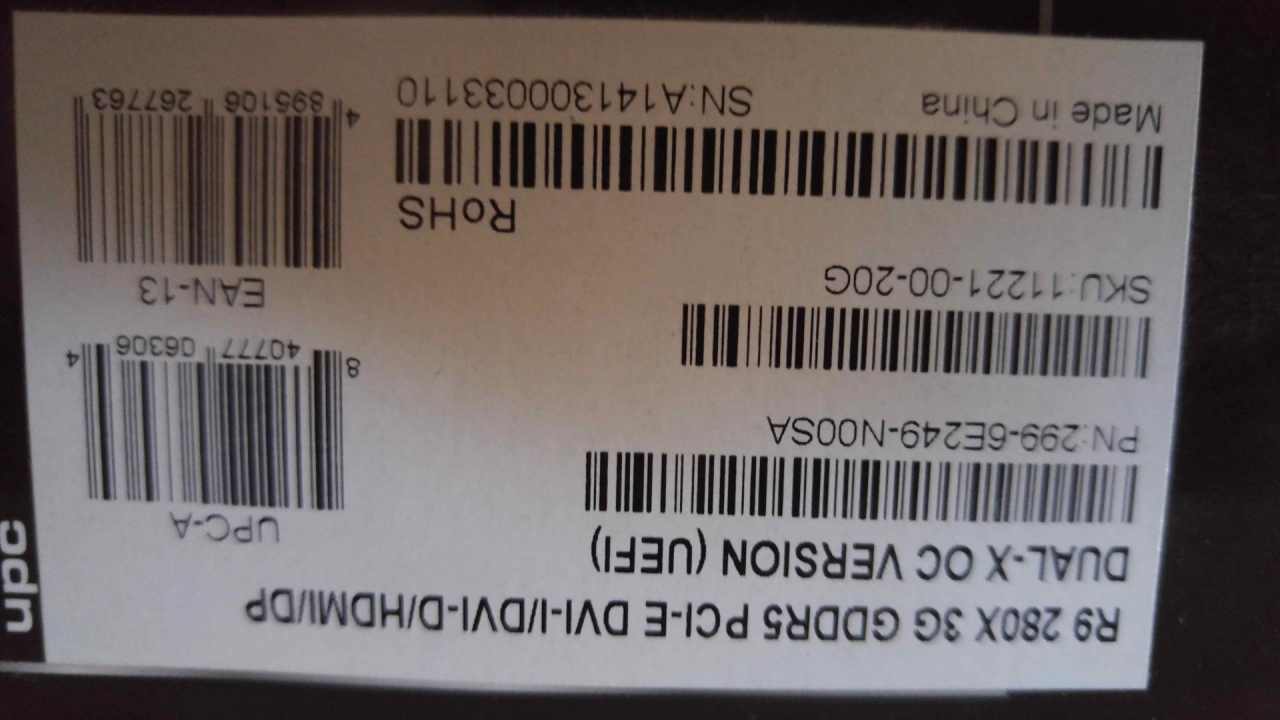 R9 280X 3G GDDR5 PCI-E DVI-I/DVI-D/HDMI/DP
DUAL-X OC VERSION (UEFI)
PN:299-6E249-N00SA
SKU:11221-00-20G
RoHS
SN:A141300033110
Made in China
UPC-A
8 40777 06306 4
EAN-13
4 895106 267763
upc